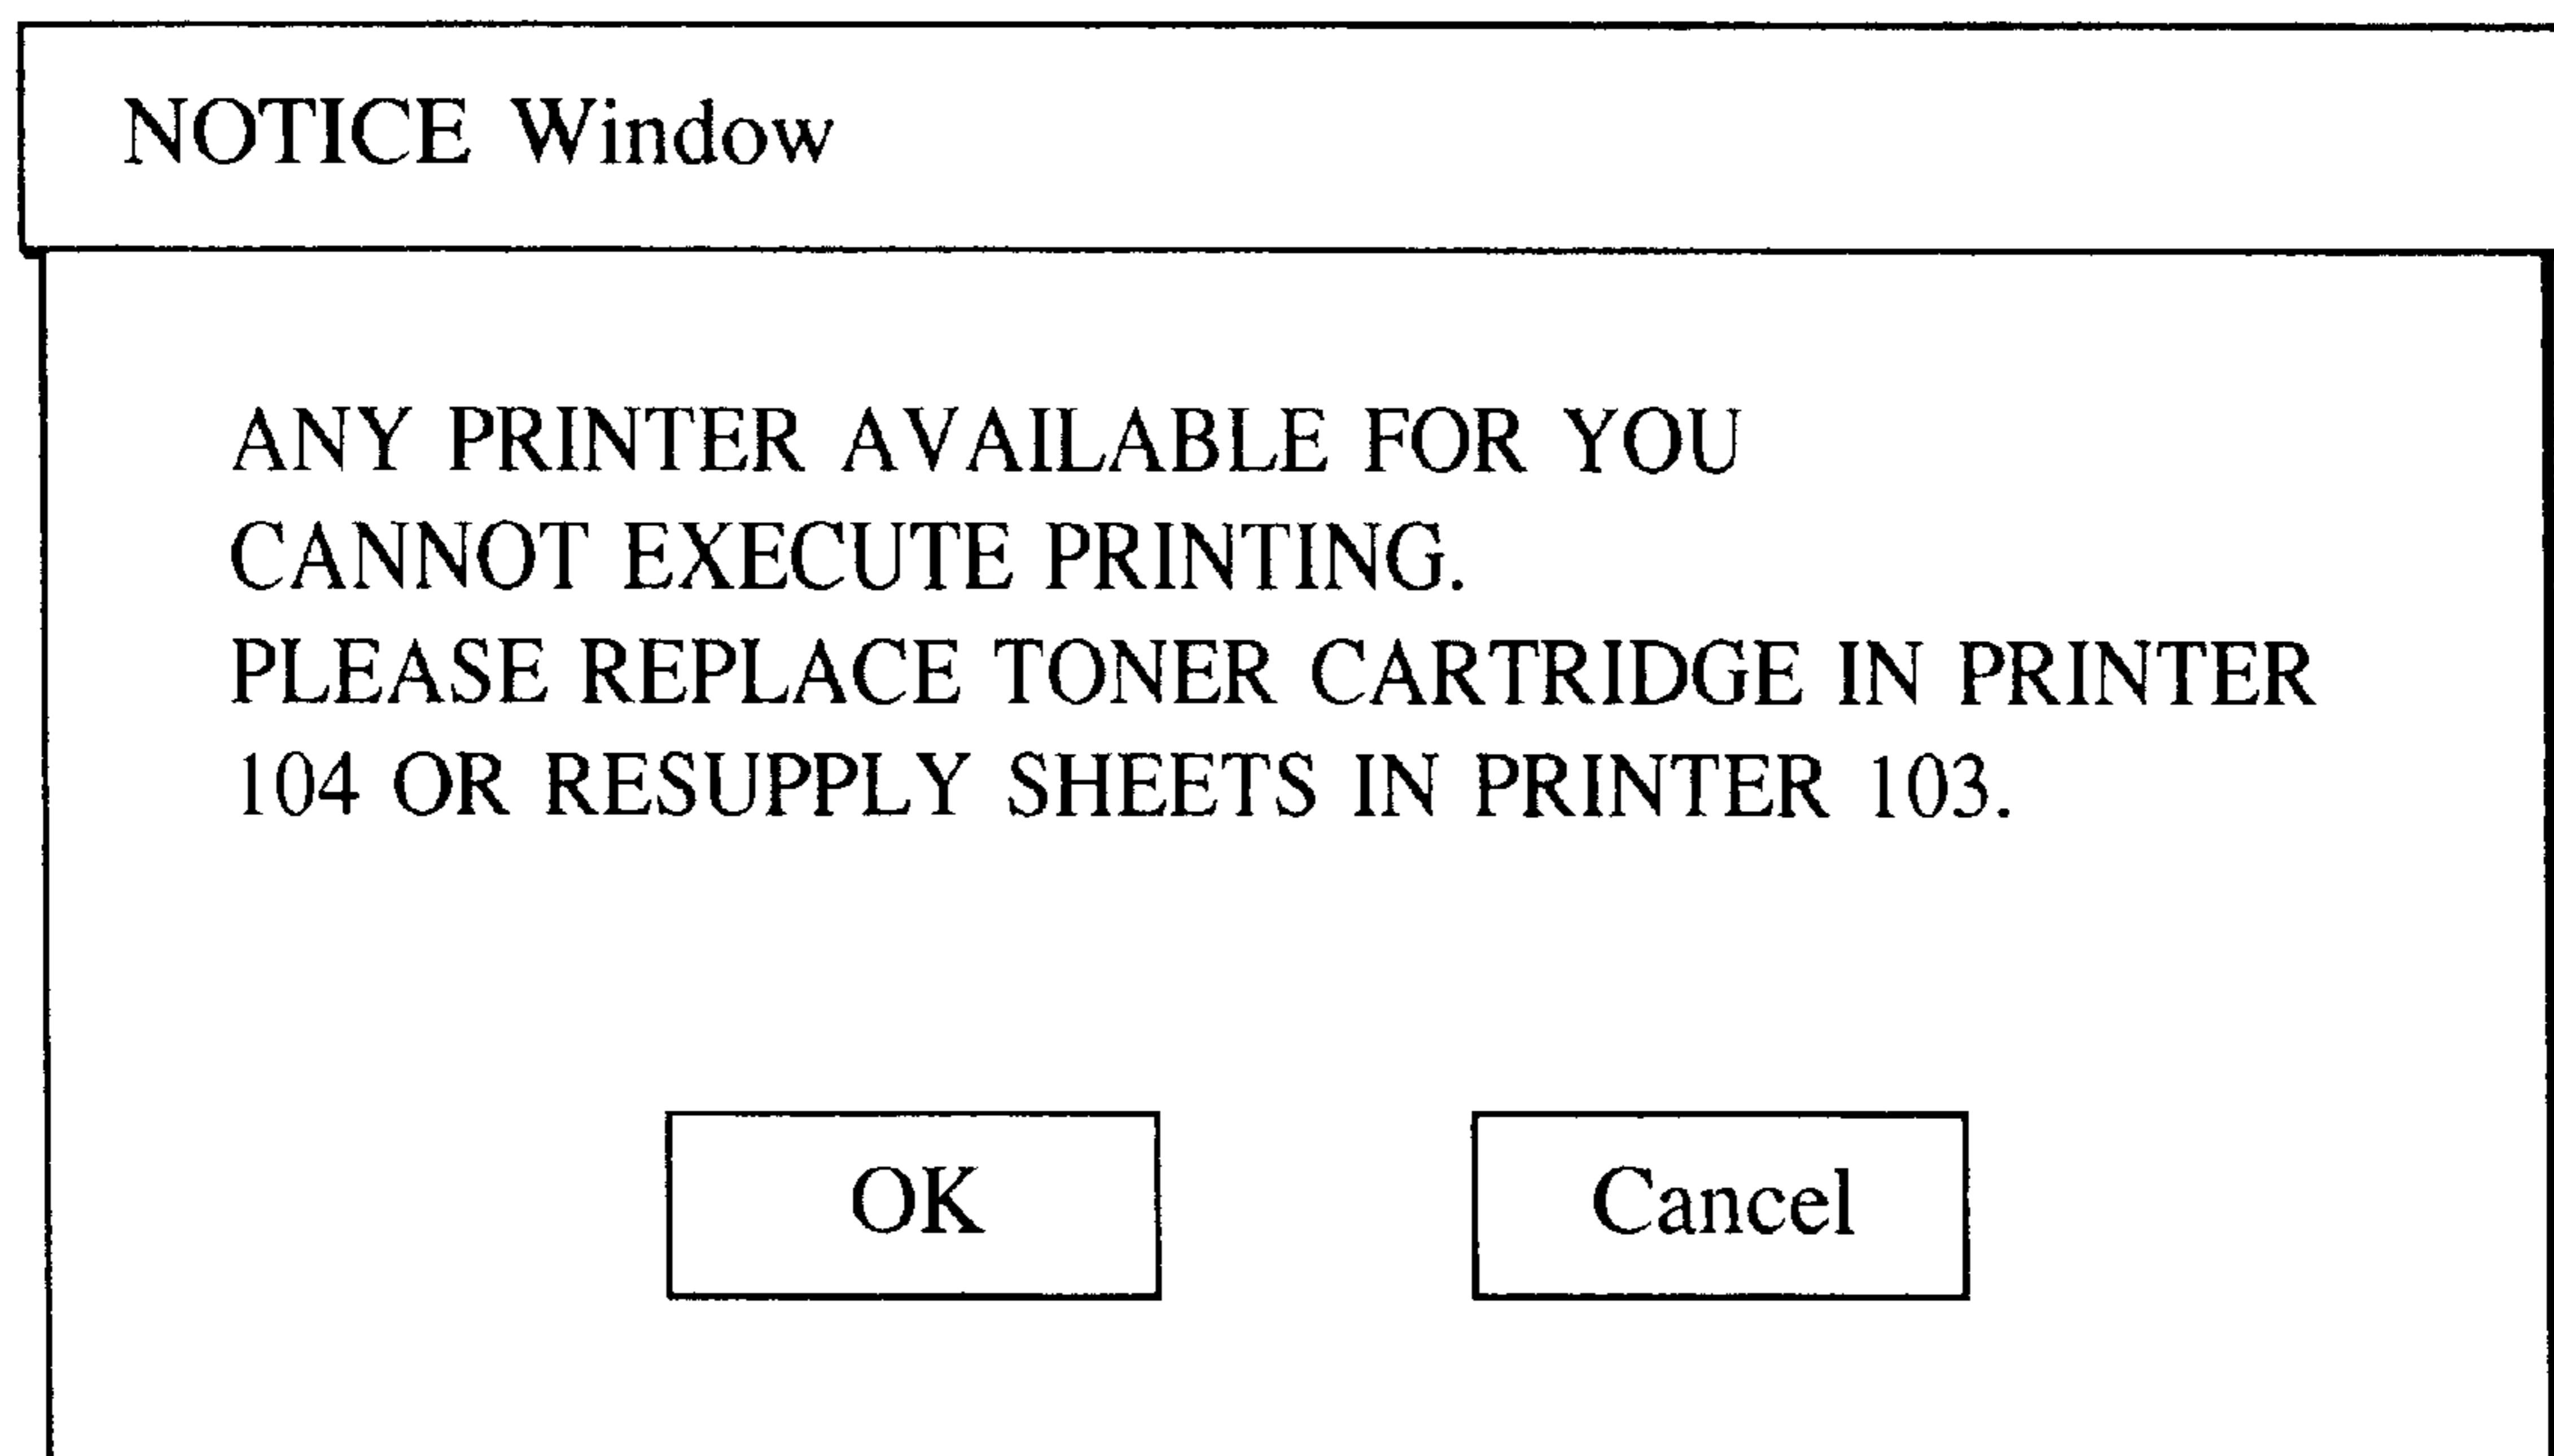 NOTICE Window
ANY PRINTER AVAILABLE FOR YOU
CANNOT EXECUTE PRINTING.
PLEASE REPLACE TONER CARTRIDGE IN PRINTER
104 OR RESUPPLY SHEETS IN PRINTER 103.
OK
Cancel